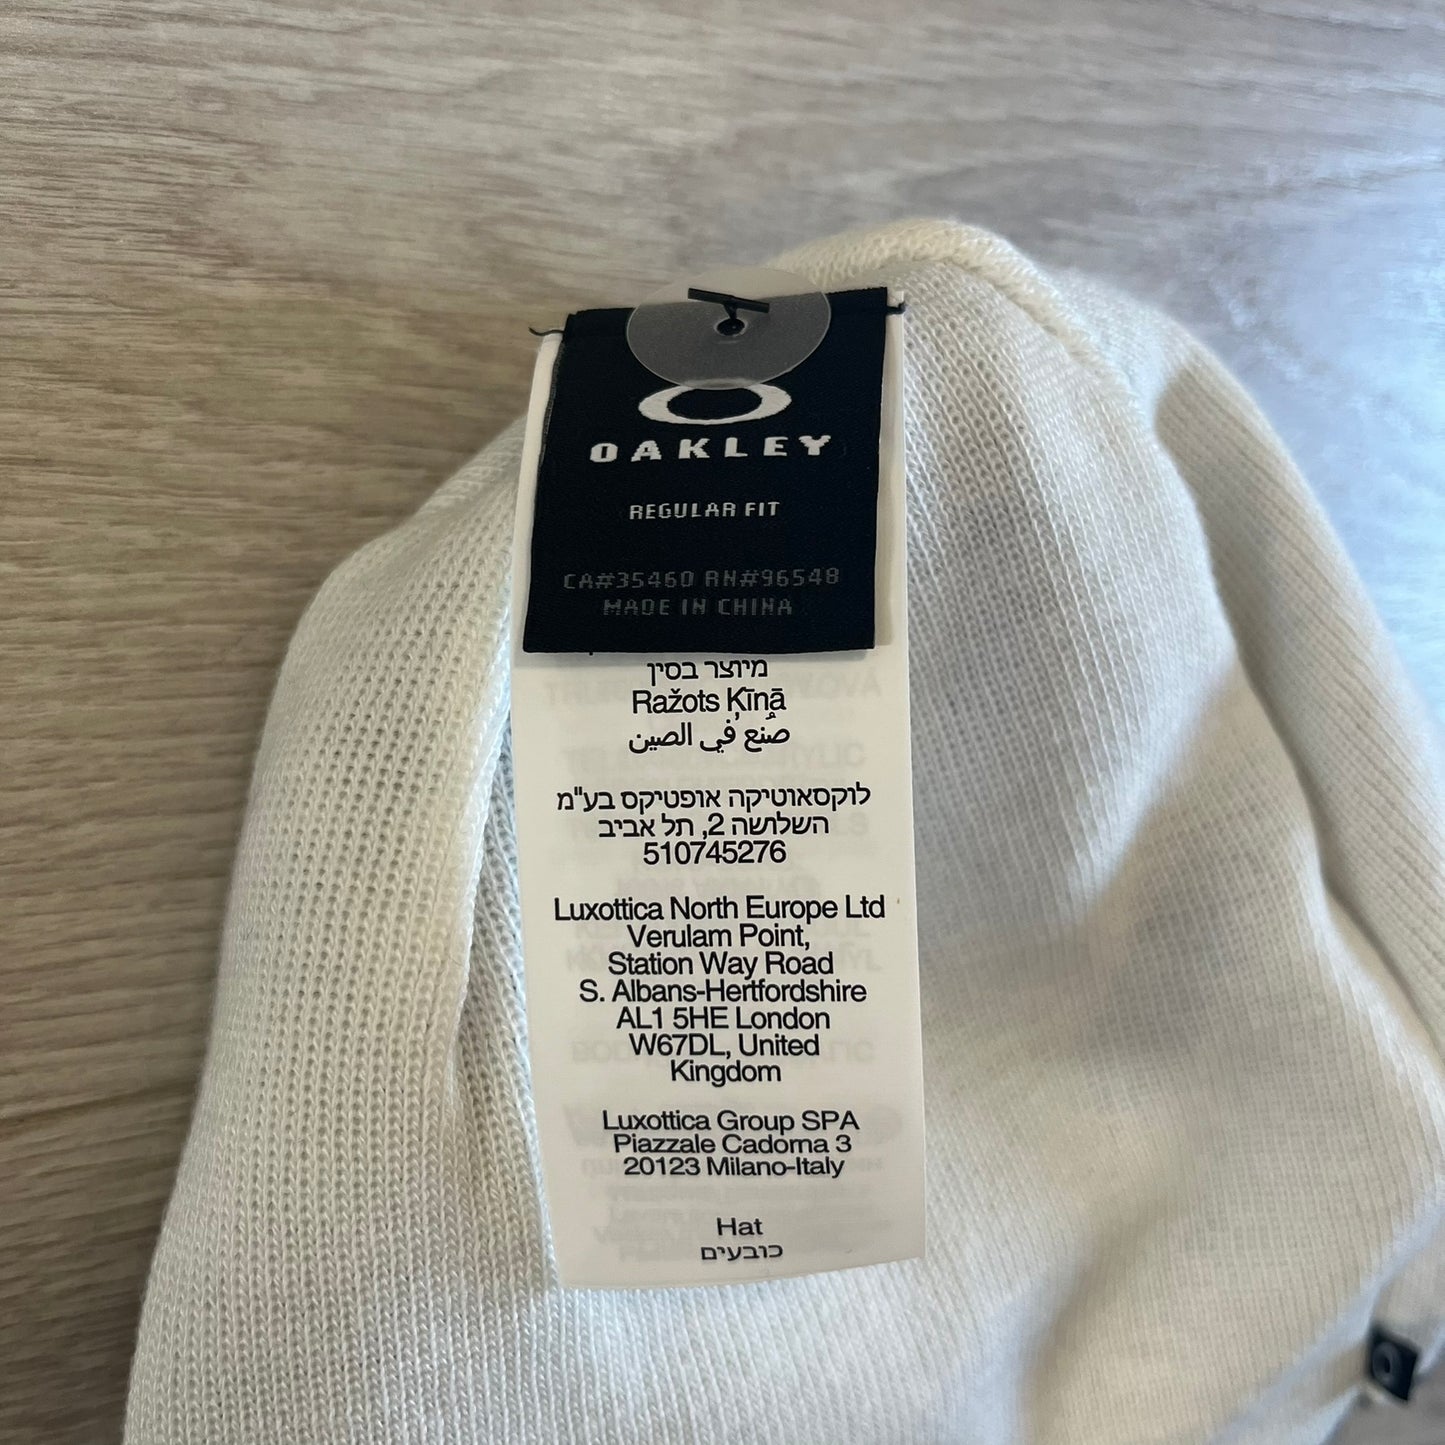 OAKLEY
REGULAR FIT
CA#35460 RN#96548
MADE IN CHINA
מיוצר בסין
Ražots Ķīnā
صُنع في الصين
לוקסאוטיקה אופטיקס בע"מ
השלושה 2, תל אביב
510745276
Luxottica North Europe Ltd
Verulam Point,
Station Way Road
S. Albans-Hertfordshire
AL1 5HE London
W67DL, United
Kingdom
Luxottica Group SPA
Piazzale Cadorna 3
20123 Milano-Italy
Hat
כובעים